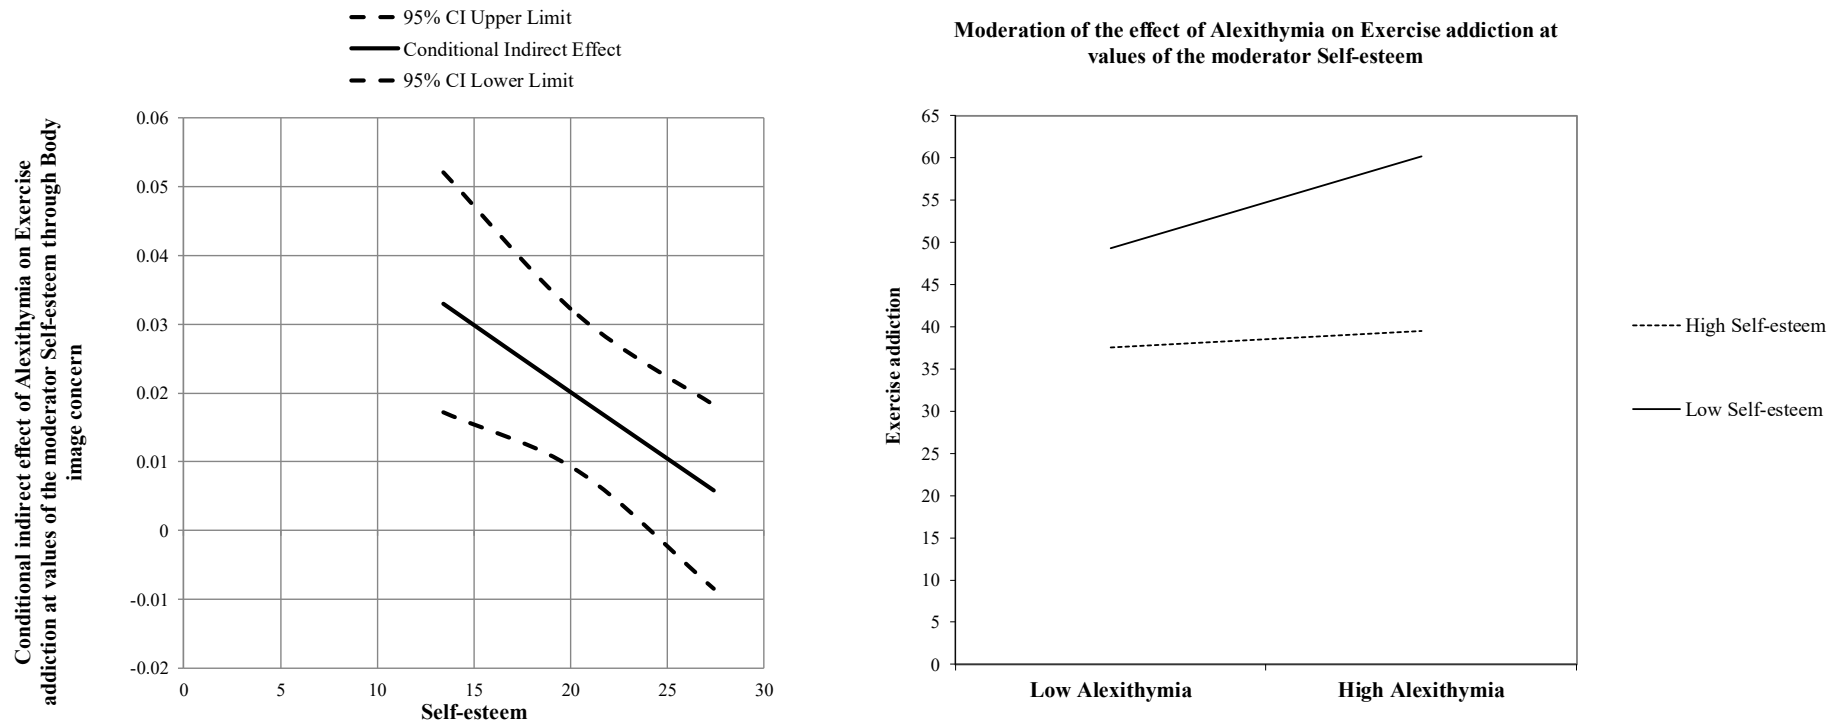 95% CI Upper Limit
Conditional Indirect Effect
95% CI Lower Limit
Conditional indirect effect of Alexithymia on Exercise
addiction at values of the moderator Self-esteem through Body
image concern
0.06
0.05
0.04
0.03
0.02
0.01
0
-0.01
-0.02
0 5 10 15 20 25 30
Self-esteem
Moderation of the effect of Alexithymia on Exercise addiction at
values of the moderator Self-esteem
Exercise addiction
65
60
55
50
45
40
35
30
25
20
15
10
5
0
Low Alexithymia High Alexithymia
High Self-esteem
Low Self-esteem